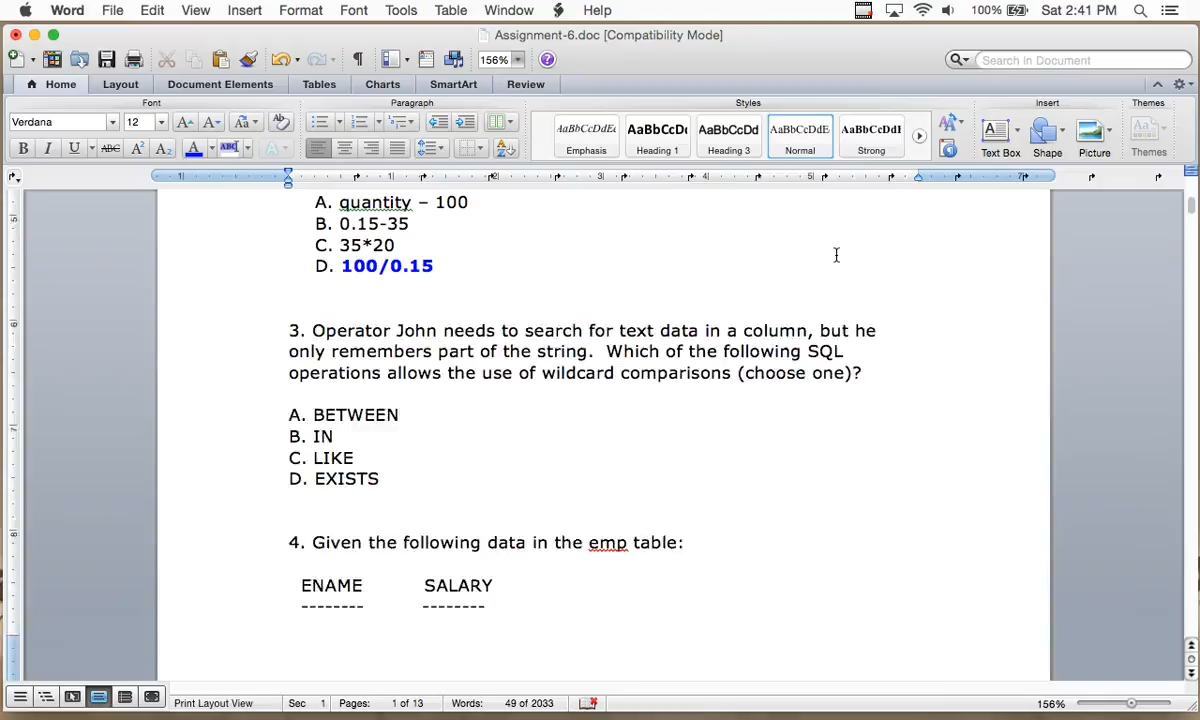 Word File Edit View Insert Format Font Tools Table Window Help 100% Sat 2:41 PM
Assignment-6.doc [Compatibility Mode]
156% Search in Document
Home Layout Document Elements Tables Charts SmartArt Review
Font Paragraph Styles Insert Themes
Verdana 12 AaBbCcDdEe AaBbCcDc AaBbCcDd AaBbCcDdE AaBbCcDdI
Emphasis Heading 1 Heading 3 Normal Strong Text Box Shape Picture Themes
A. quantity – 100
B. 0.15-35
C. 35*20
D. 100/0.15
3. Operator John needs to search for text data in a column, but he
only remembers part of the string. Which of the following SQL
operations allows the use of wildcard comparisons (choose one)?
A. BETWEEN
B. IN
C. LIKE
D. EXISTS
4. Given the following data in the emp table:
ENAME SALARY
-------- --------
Print Layout View Sec 1 Pages: 1 of 13 Words: 49 of 2033 156%